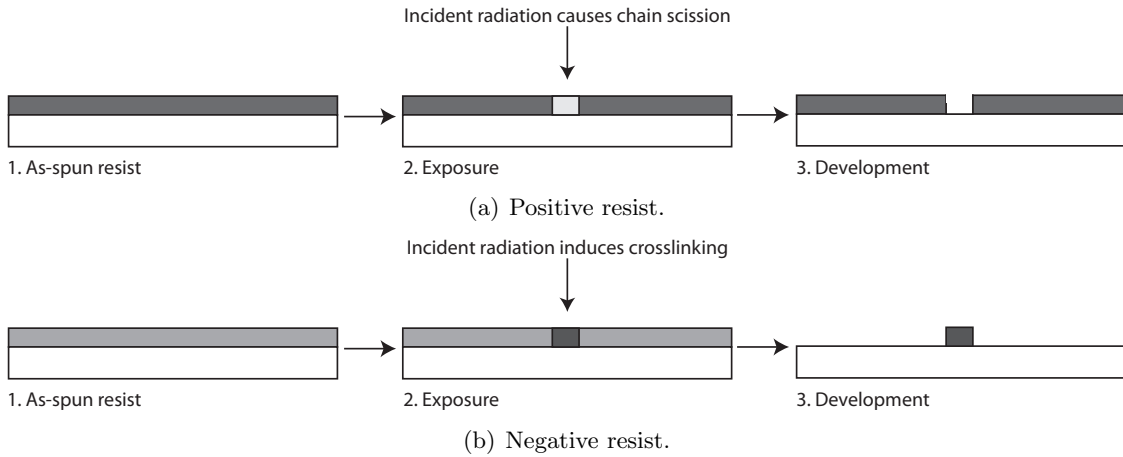 Incident radiation causes chain scission
1. As-spun resist
2. Exposure
3. Development
(a) Positive resist.
Incident radiation induces crosslinking
1. As-spun resist
2. Exposure
3. Development
(b) Negative resist.